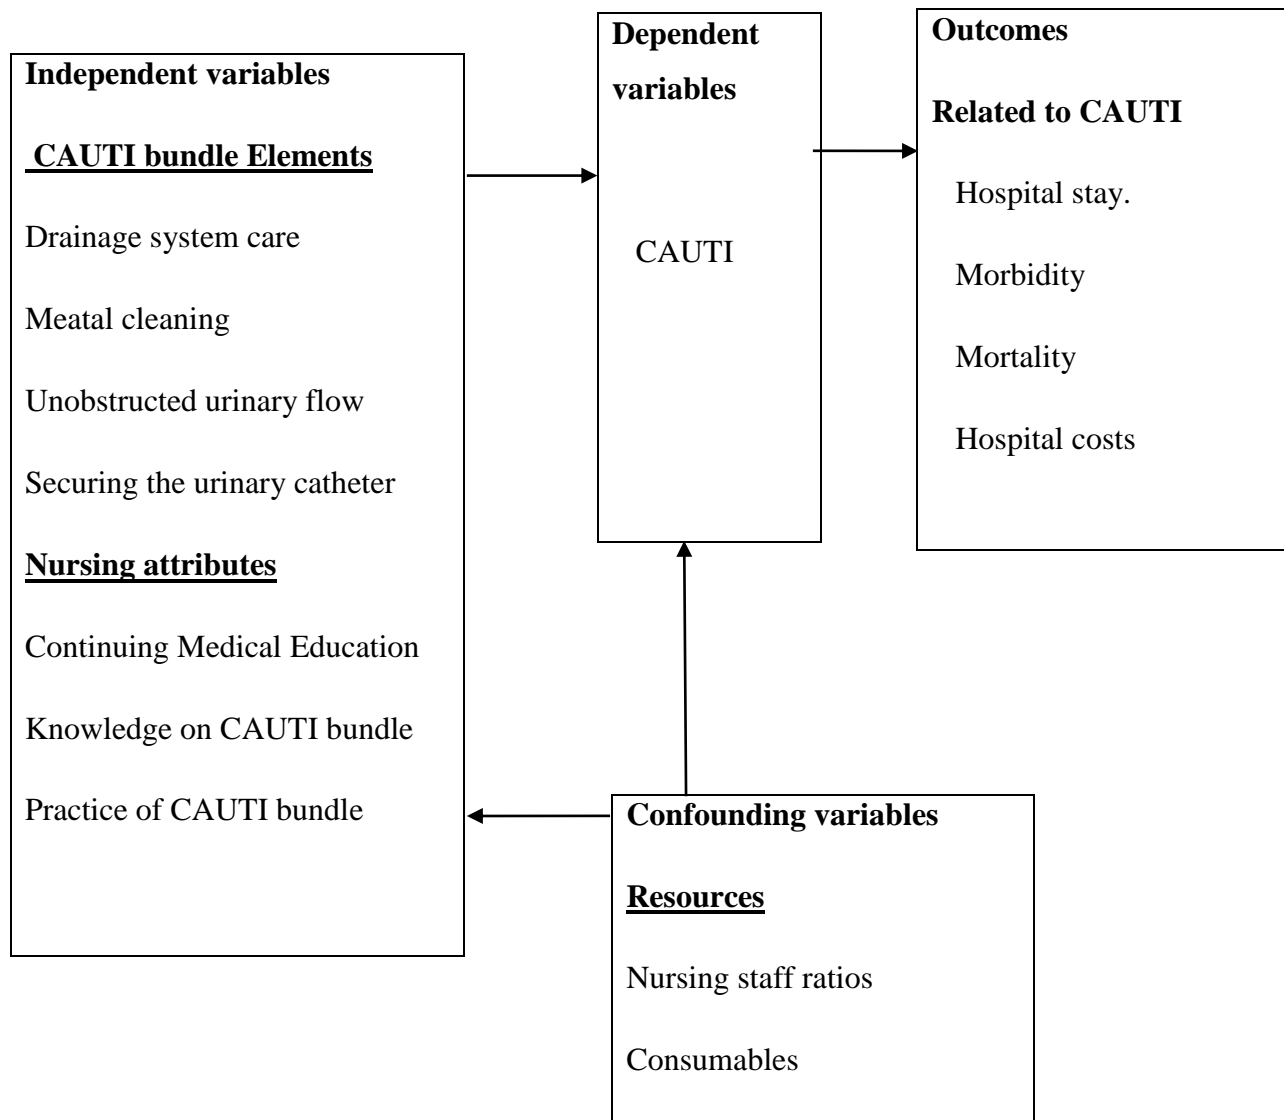 Independent variables
CAUTI bundle Elements
Drainage system care
Meatal cleaning
Unobstructed urinary flow
Securing the urinary catheter
Nursing attributes
Continuing Medical Education
Knowledge on CAUTI bundle
Practice of CAUTI bundle
Dependent
variables
CAUTI
Outcomes
Related to CAUTI
Hospital stay.
Morbidity
Mortality
Hospital costs
Confounding variables
Resources
Nursing staff ratios
Consumables